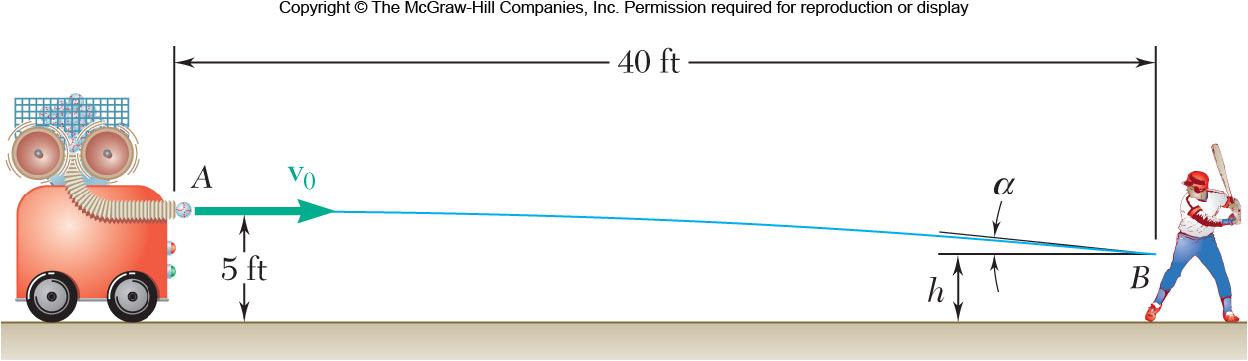 Copyright © The McGraw-Hill Companies, Inc. Permission required for reproduction or display
40 ft
A
v0
α
5 ft
h
B